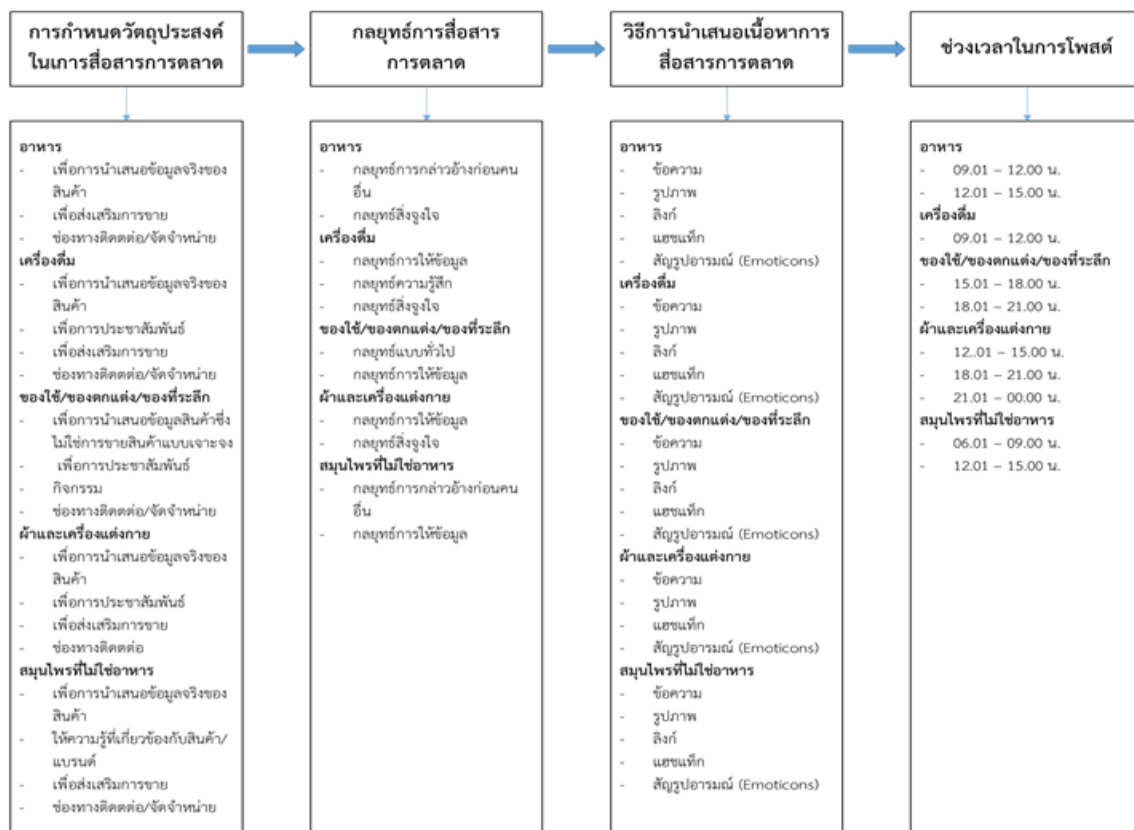 การกำหนดวัตถุประสงค์
ในเการสื่อสารการตลาด
กลยุทธ์การสื่อสาร
การตลาด
วิธีการนำเสนอเนื้อหาการ
สื่อสารการตลาด
ช่วงเวลาในการโพสต์
อาหาร
- เพื่อการนำเสนอข้อมูลจริงของ
สินค้า
- เพื่อส่งเสริมการขาย
- ช่องทางติดตต่อ/จัดจำหน่าย
เครื่องดื่ม
- เพื่อการนำเสนอข้อมูลจริงของ
สินค้า
- เพื่อการประชาสัมพันธ์
- เพื่อส่งเสริมการขาย
- ช่องทางติดตต่อ/จัดจำหน่าย
ของใช้/ของตกแต่ง/ของที่ระลึก
- เพื่อการนำเสนอข้อมูลสินค้าซึ่ง
ไม่ใช่การขายสินค้าแบบเจาะจง
- เพื่อการประชาสัมพันธ์
- กิจกรรม
- ช่องทางติดตต่อ/จัดจำหน่าย
ผ้าและเครื่องแต่งกาย
- เพื่อการนำเสนอข้อมูลจริงของ
สินค้า
- เพื่อการประชาสัมพันธ์
- เพื่อส่งเสริมการขาย
- ช่องทางติดตต่อ
สมุนไพรที่ไม่ใช่อาหาร
- เพื่อการนำเสนอข้อมูลจริงของ
สินค้า
- ให้ความรู้ที่เกี่ยวข้องกับสินค้า/
แบรนด์
- เพื่อส่งเสริมการขาย
- ช่องทางติดตต่อ/จัดจำหน่าย
อาหาร
- กลยุทธ์การกล่าวอ้างก่อนคน
อื่น
- กลยุทธ์สิ่งจูงใจ
เครื่องดื่ม
- กลยุทธ์การให้ข้อมูล
- กลยุทธ์ความรู้สึก
- กลยุทธ์สิ่งจูงใจ
ของใช้/ของตกแต่ง/ของที่ระลึก
- กลยุทธ์แบบทั่วไป
- กลยุทธ์การให้ข้อมูล
ผ้าและเครื่องแต่งกาย
- กลยุทธ์การให้ข้อมูล
- กลยุทธ์สิ่งจูงใจ
สมุนไพรที่ไม่ใช่อาหาร
- กลยุทธ์การกล่าวอ้างก่อนคน
อื่น
- กลยุทธ์การให้ข้อมูล
อาหาร
- ข้อความ
- รูปภาพ
- ลิงก์
- แฮชแท็ก
- สัญรูปอารมณ์ (Emoticons)
เครื่องดื่ม
- ข้อความ
- รูปภาพ
- ลิงก์
- แฮชแท็ก
- สัญรูปอารมณ์ (Emoticons)
ของใช้/ของตกแต่ง/ของที่ระลึก
- ข้อความ
- รูปภาพ
- ลิงก์
- แฮชแท็ก
- สัญรูปอารมณ์ (Emoticons)
ผ้าและเครื่องแต่งกาย
- ข้อความ
- รูปภาพ
- แฮชแท็ก
- สัญรูปอารมณ์ (Emoticons)
สมุนไพรที่ไม่ใช่อาหาร
- ข้อความ
- รูปภาพ
- ลิงก์
- แฮชแท็ก
- สัญรูปอารมณ์ (Emoticons)
อาหาร
- 09.01 – 12.00 น.
- 12.01 – 15.00 น.
เครื่องดื่ม
- 09.01 – 12.00 น.
ของใช้/ของตกแต่ง/ของที่ระลึก
- 15.01 – 18.00 น.
- 18.01 – 21.00 น.
ผ้าและเครื่องแต่งกาย
- 12..01 – 15.00 น.
- 18.01 – 21.00 น.
- 21.01 – 00.00 น.
สมุนไพรที่ไม่ใช่อาหาร
- 06.01 – 09.00 น.
- 12.01 – 15.00 น.